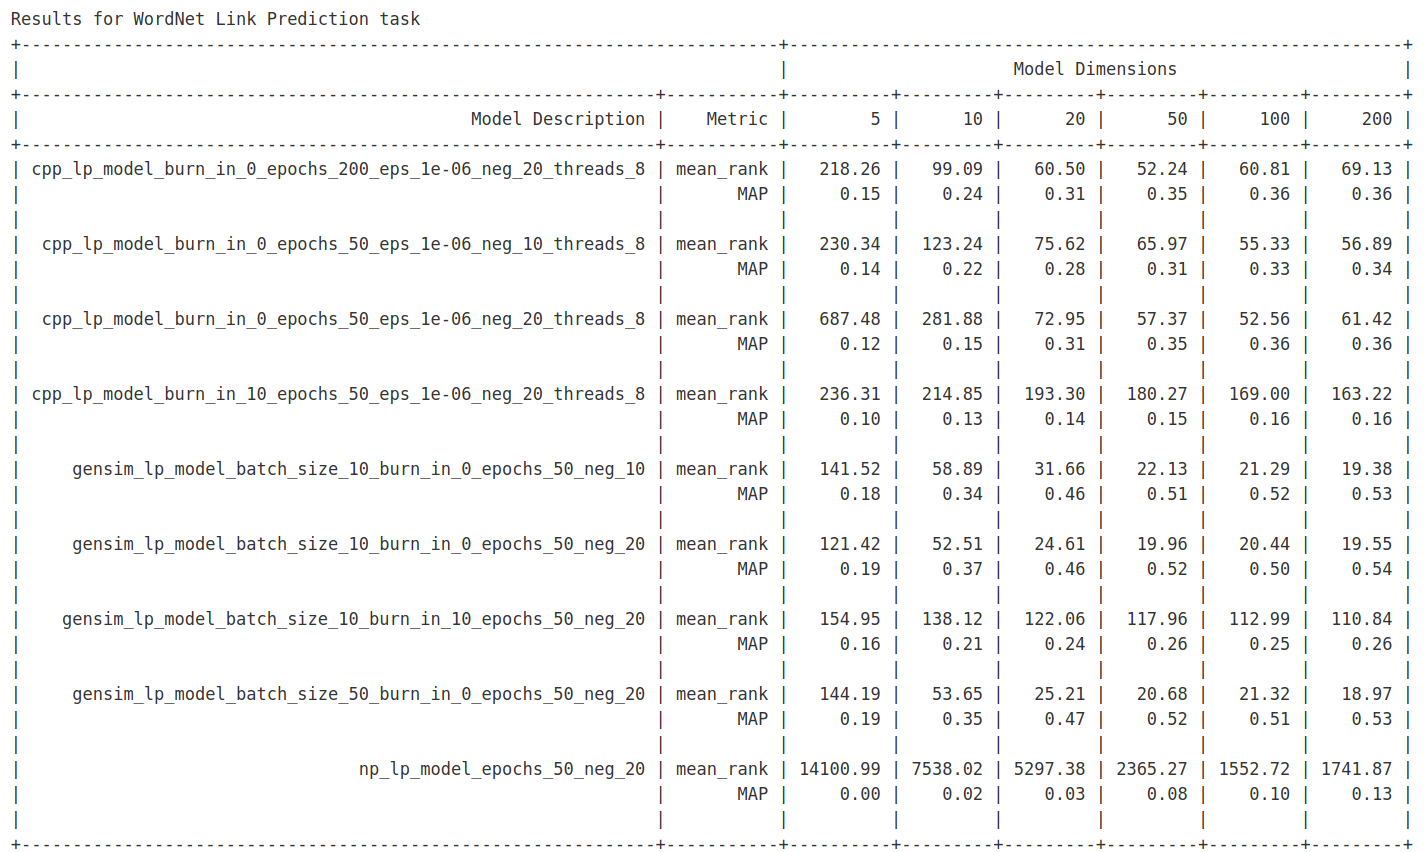 Results for WordNet Link Prediction task
+--------------------------------------------------------------------------+------------------------------------------------------------+
|                                                                          |                      Model Dimensions                      |
+--------------------------------------------------------------+-----------+----------+---------+---------+---------+---------+---------+
|                                            Model Description |    Metric |        5 |      10 |      20 |      50 |     100 |     200 |
+--------------------------------------------------------------+-----------+----------+---------+---------+---------+---------+---------+
| cpp_lp_model_burn_in_0_epochs_200_eps_1e-06_neg_20_threads_8 | mean_rank |   218.26 |   99.09 |   60.50 |   52.24 |   60.81 |   69.13 |
|                                                              |       MAP |     0.15 |    0.24 |    0.31 |    0.35 |    0.36 |    0.36 |
|                                                              |           |          |         |         |         |         |         |
|  cpp_lp_model_burn_in_0_epochs_50_eps_1e-06_neg_10_threads_8 | mean_rank |   230.34 |  123.24 |   75.62 |   65.97 |   55.33 |   56.89 |
|                                                              |       MAP |     0.14 |    0.22 |    0.28 |    0.31 |    0.33 |    0.34 |
|                                                              |           |          |         |         |         |         |         |
|  cpp_lp_model_burn_in_0_epochs_50_eps_1e-06_neg_20_threads_8 | mean_rank |   687.48 |  281.88 |   72.95 |   57.37 |   52.56 |   61.42 |
|                                                              |       MAP |     0.12 |    0.15 |    0.31 |    0.35 |    0.36 |    0.36 |
|                                                              |           |          |         |         |         |         |         |
| cpp_lp_model_burn_in_10_epochs_50_eps_1e-06_neg_20_threads_8 | mean_rank |   236.31 |  214.85 |  193.30 |  180.27 |  169.00 |  163.22 |
|                                                              |       MAP |     0.10 |    0.13 |    0.14 |    0.15 |    0.16 |    0.16 |
|                                                              |           |          |         |         |         |         |         |
|     gensim_lp_model_batch_size_10_burn_in_0_epochs_50_neg_10 | mean_rank |   141.52 |   58.89 |   31.66 |   22.13 |   21.29 |   19.38 |
|                                                              |       MAP |     0.18 |    0.34 |    0.46 |    0.51 |    0.52 |    0.53 |
|                                                              |           |          |         |         |         |         |         |
|     gensim_lp_model_batch_size_10_burn_in_0_epochs_50_neg_20 | mean_rank |   121.42 |   52.51 |   24.61 |   19.96 |   20.44 |   19.55 |
|                                                              |       MAP |     0.19 |    0.37 |    0.46 |    0.52 |    0.50 |    0.54 |
|                                                              |           |          |         |         |         |         |         |
|    gensim_lp_model_batch_size_10_burn_in_10_epochs_50_neg_20 | mean_rank |   154.95 |  138.12 |  122.06 |  117.96 |  112.99 |  110.84 |
|                                                              |       MAP |     0.16 |    0.21 |    0.24 |    0.26 |    0.25 |    0.26 |
|                                                              |           |          |         |         |         |         |         |
|     gensim_lp_model_batch_size_50_burn_in_0_epochs_50_neg_20 | mean_rank |   144.19 |   53.65 |   25.21 |   20.68 |   21.32 |   18.97 |
|                                                              |       MAP |     0.19 |    0.35 |    0.47 |    0.52 |    0.51 |    0.53 |
|                                                              |           |          |         |         |         |         |         |
|                                 np_lp_model_epochs_50_neg_20 | mean_rank | 14100.99 | 7538.02 | 5297.38 | 2365.27 | 1552.72 | 1741.87 |
|                                                              |       MAP |     0.00 |    0.02 |    0.03 |    0.08 |    0.10 |    0.13 |
|                                                              |           |          |         |         |         |         |         |
+--------------------------------------------------------------+-----------+----------+---------+---------+---------+---------+---------+